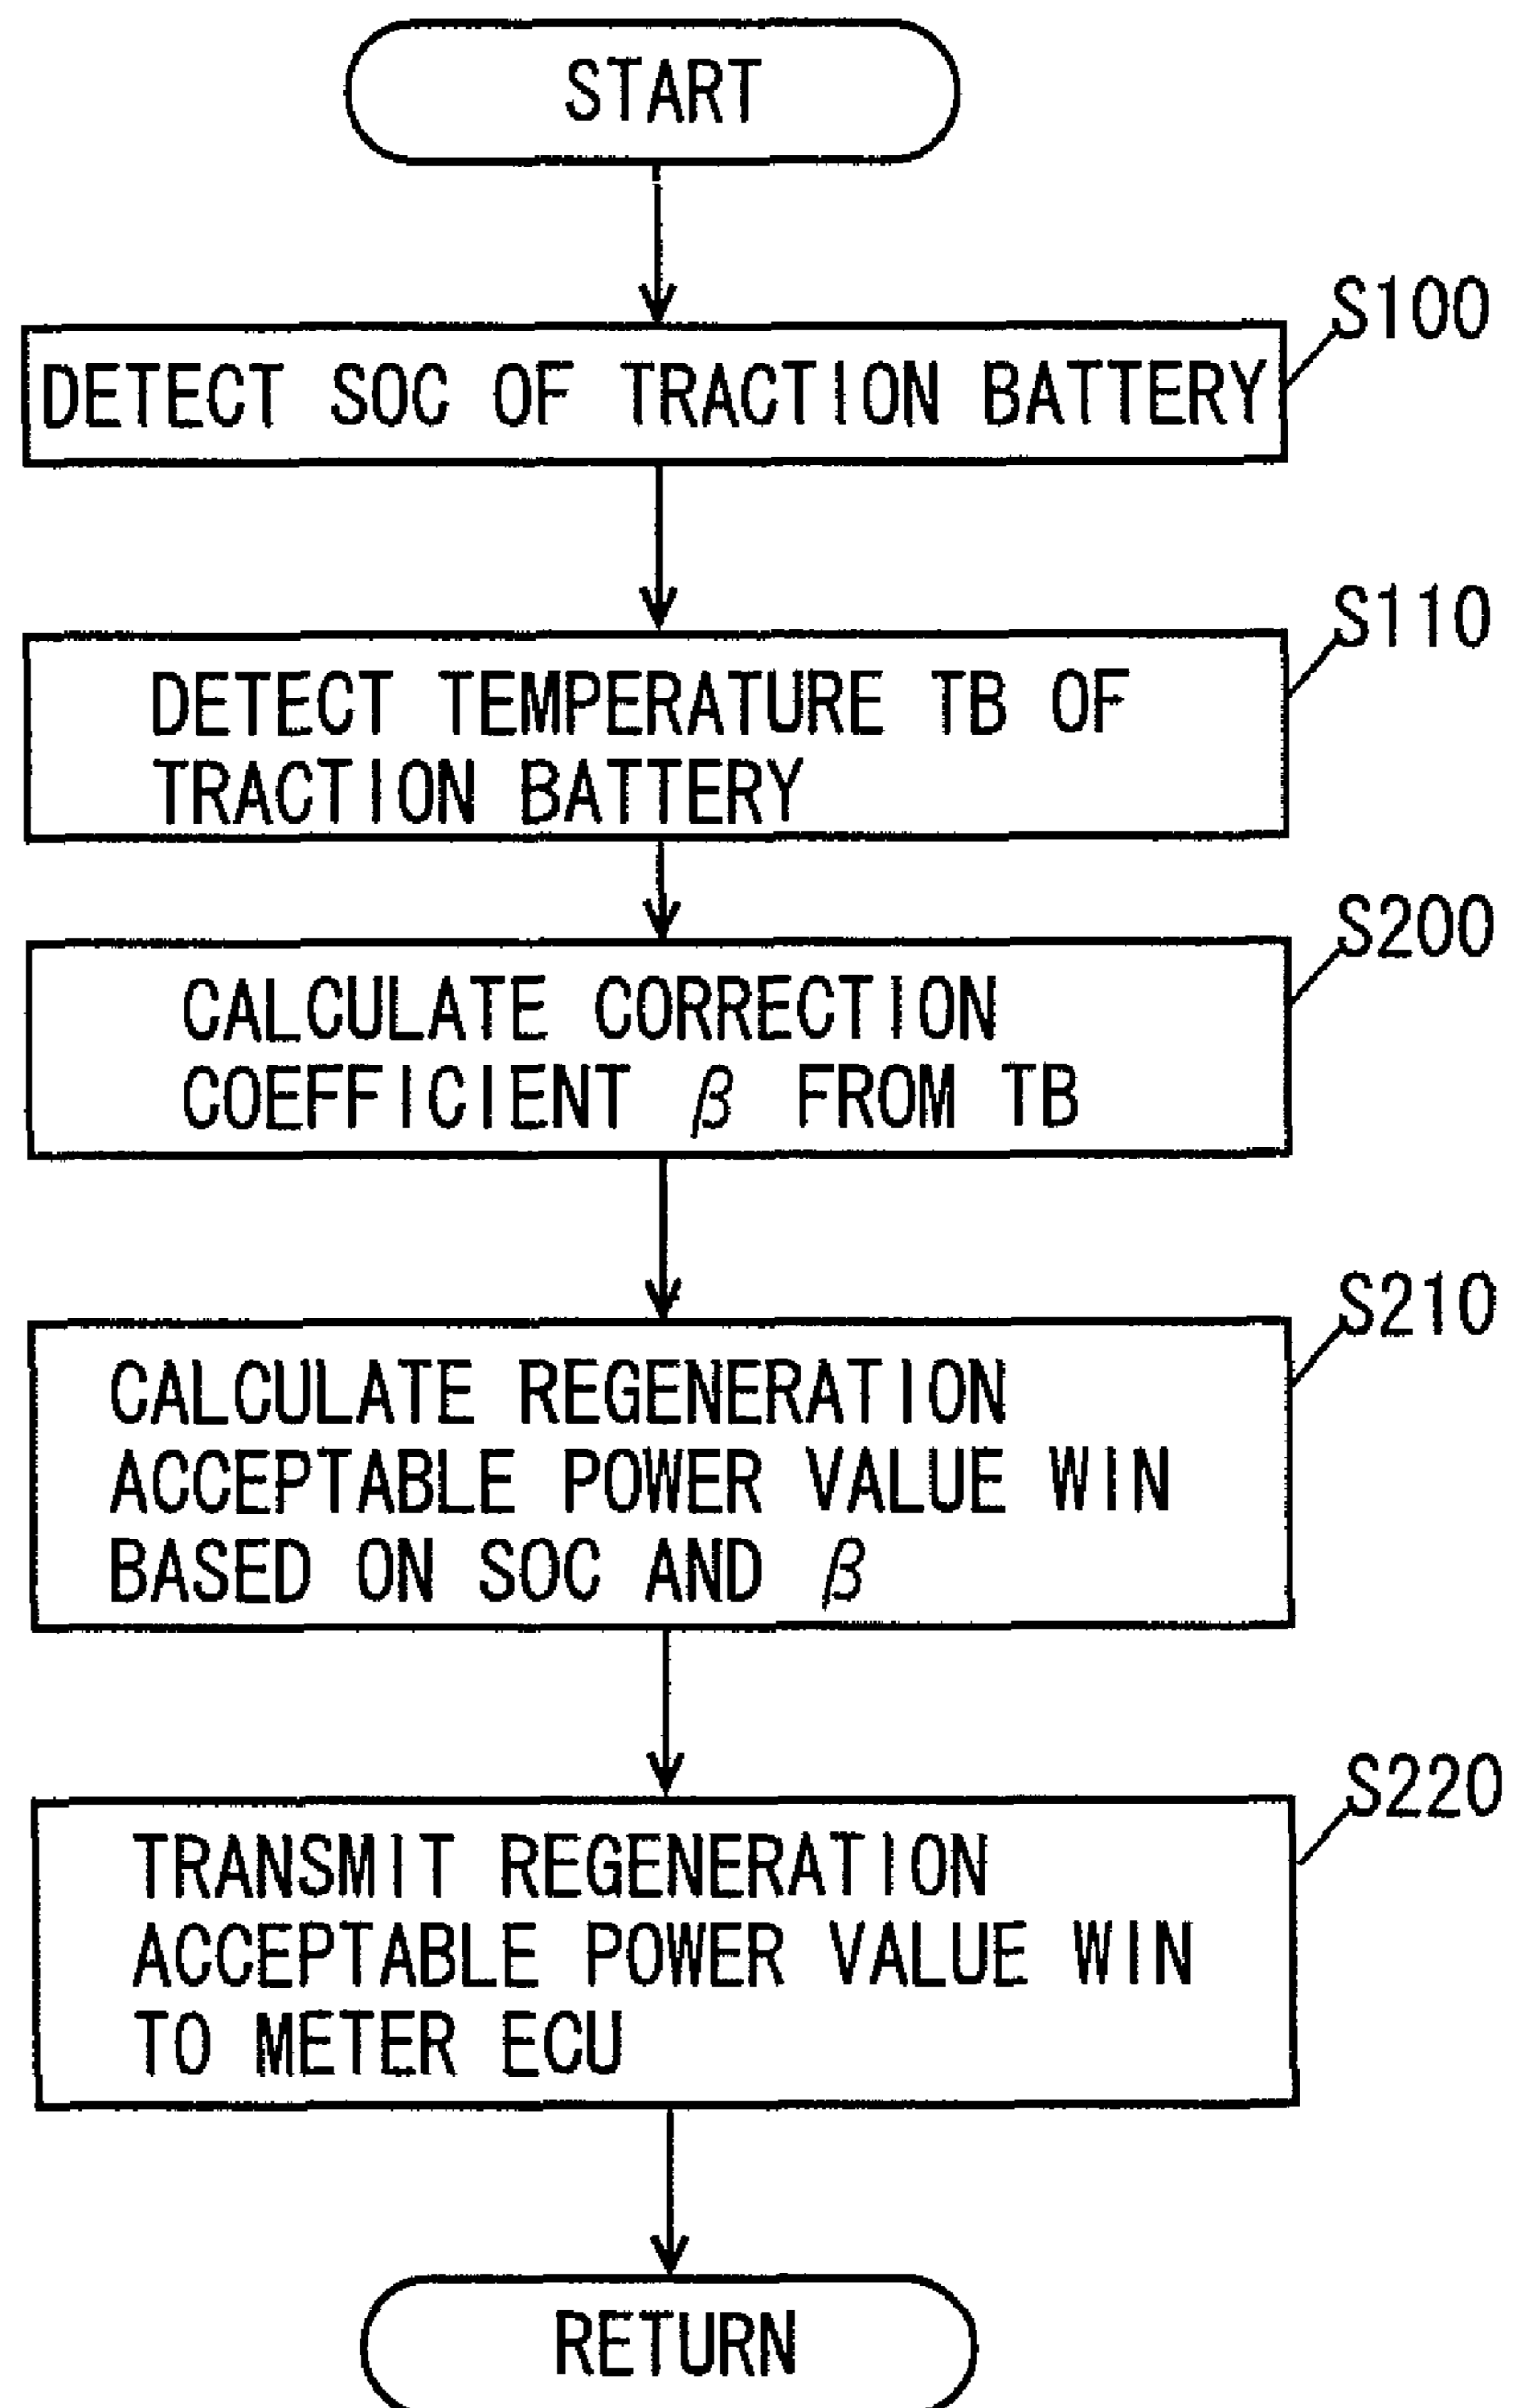 START
S100
DETECT SOC OF TRACTION BATTERY
S110
DETECT TEMPERATURE TB OF
TRACTION BATTERY
S200
CALCULATE CORRECTION
COEFFICIENT β FROM TB
S210
CALCULATE REGENERATION
ACCEPTABLE POWER VALUE WIN
BASED ON SOC AND β
S220
TRANSMIT REGENERATION
ACCEPTABLE POWER VALUE WIN
TO METER ECU
RETURN